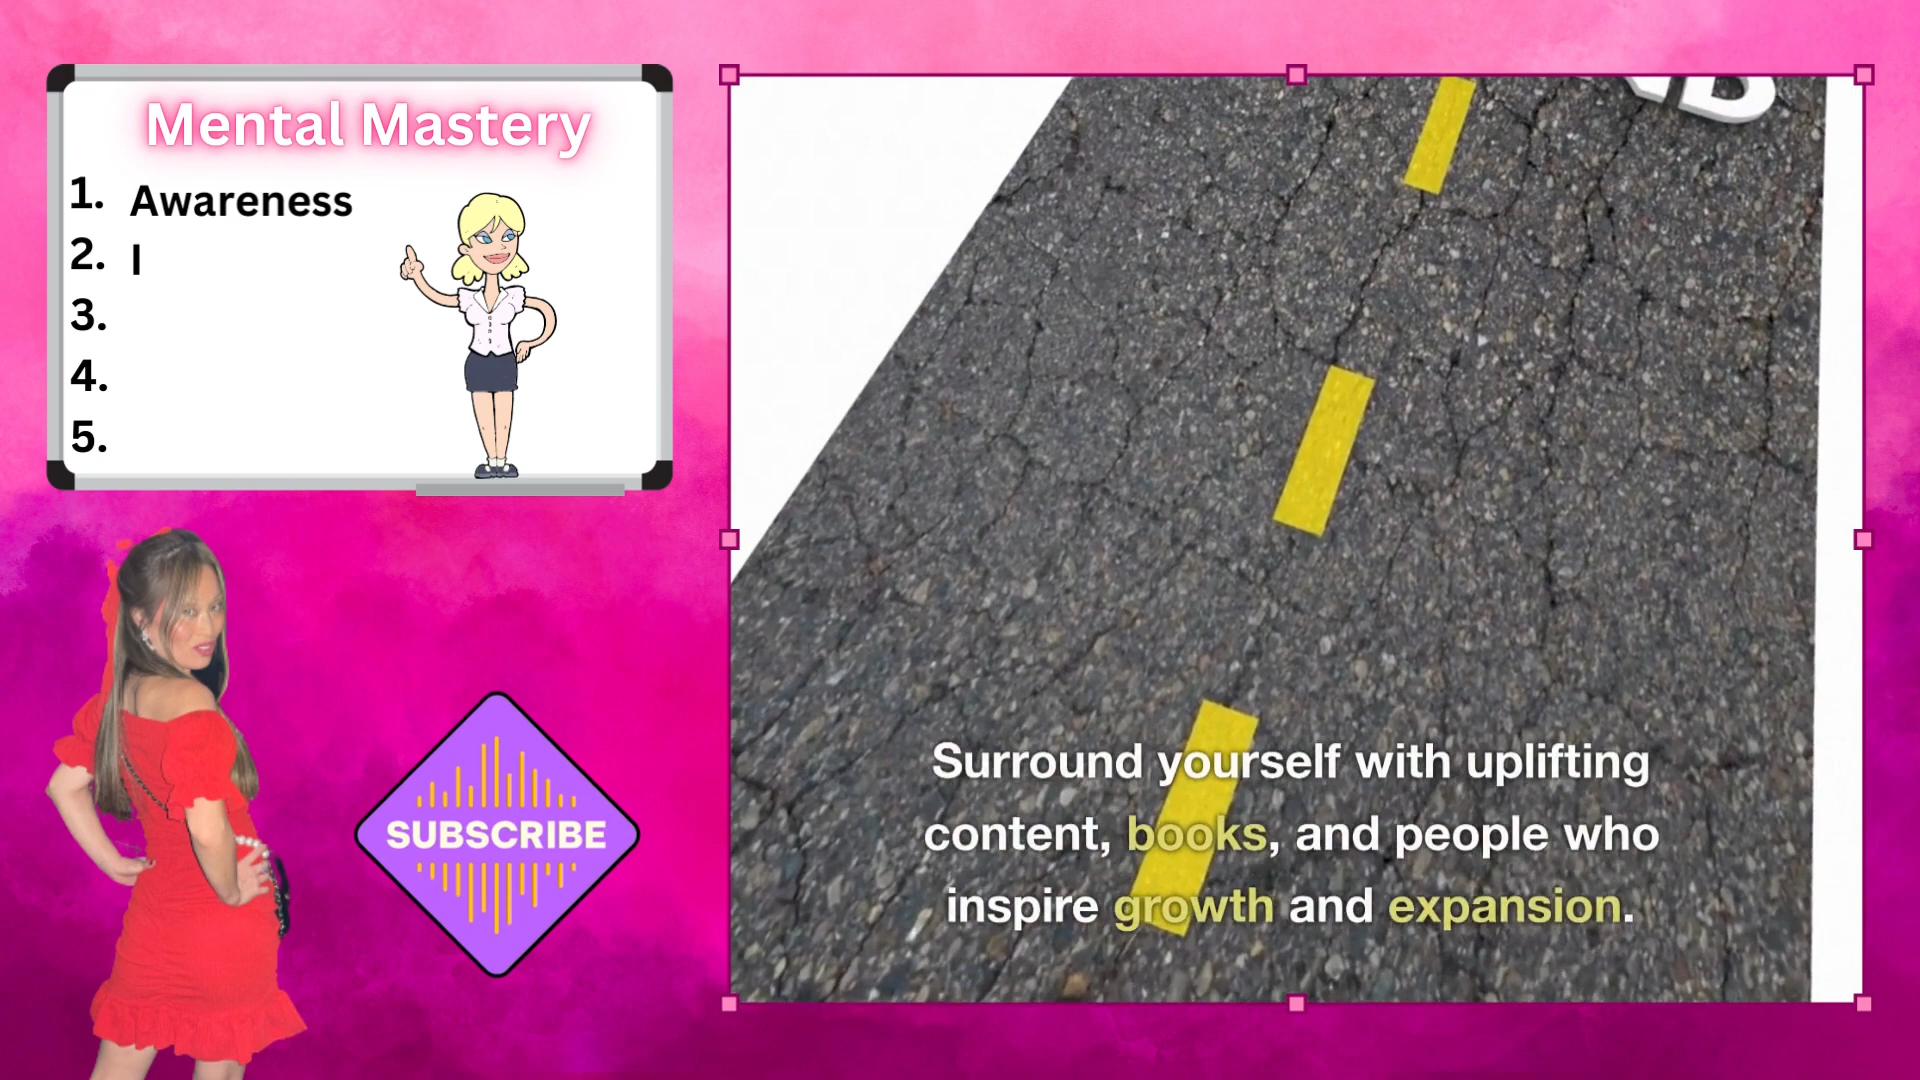 Mental Mastery
1. Awareness
2. I
3.
4.
5.
SUBSCRIBE
Surround yourself with uplifting
content, books, and people who
inspire growth and expansion.